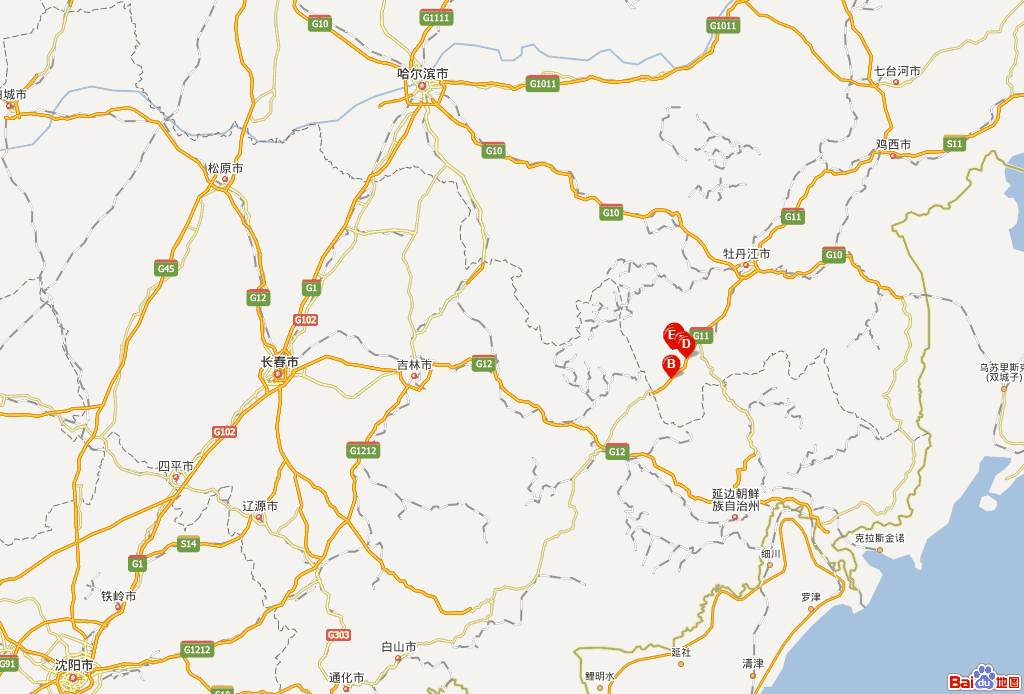 G1111
G10
G1011
哈尔滨市
七台河市
G1011
城市
鸡西市
S11
G10
松原市
G10
G11
牡丹江市
G10
G45
G1
G12
G102
E
D
G11
长春市
吉林市
G12
B
乌苏里斯克
(双城子)
G102
G1212
G12
四平市
辽源市
延边朝鲜
族自治州
S14
克拉斯金诺
细川
G1
铁岭市
罗津
G303
G1212
白山市
延社
沈阳市
G91
清津
通化市
鲤明水
G10
Bai du 地图